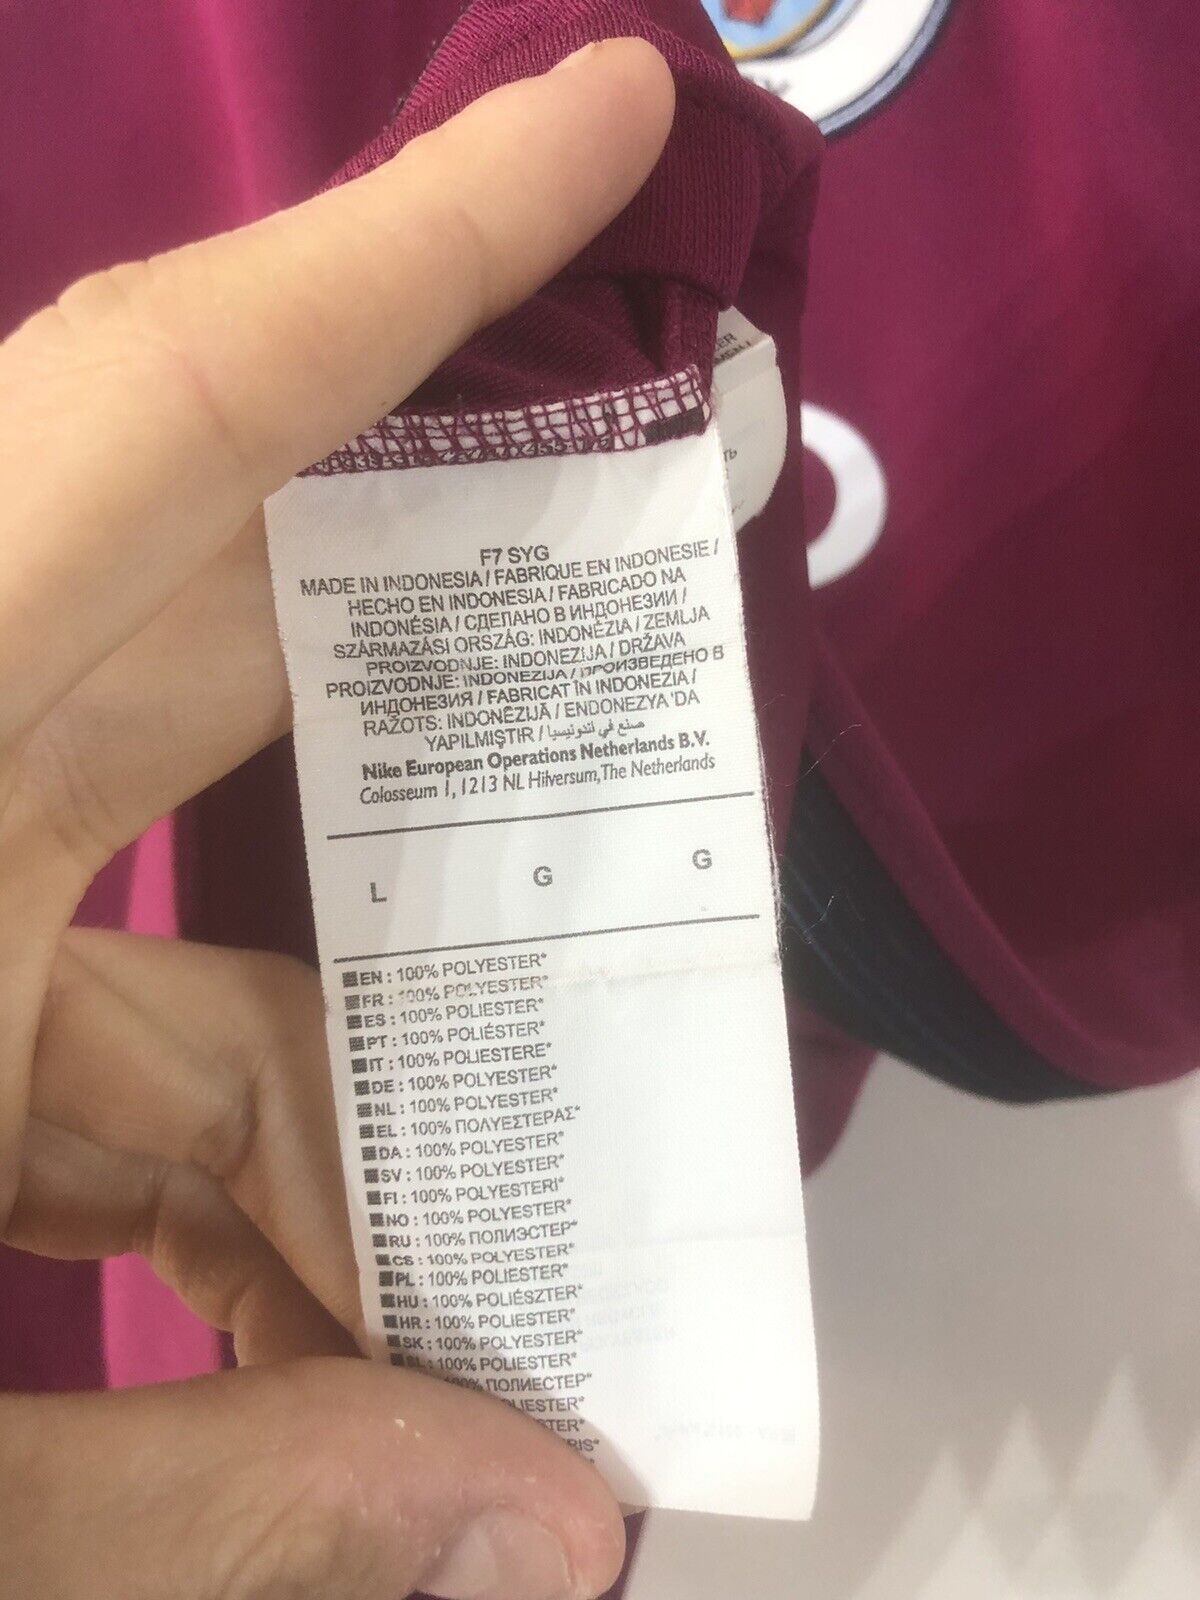 F7 SYG
MADE IN INDONESIA / FABRIQUE EN INDONESIE /
HECHO EN INDONESIA / FABRICADO NA
INDONÉSIA / СДЕЛАНО В ИНДОНЕЗИИ /
SZÁRMAZÁSI ORSZÁG: INDONÉZIA / ZEMLJA
PROIZVODNJE: INDONEZIJA / DRŽAVA
PROIZVODNJE: INDONEZIJA / ПРОИЗВЕДЕНО В
ИНДОНЕЗИЯ / FABRICAT ÎN INDONEZIA /
RAŽOTS: INDONĒZIJĀ / ENDONEZYA 'DA
YAPILMIŞTIR / صنع في اندونيسيا
Nike European Operations Netherlands B.V.
Colosseum 1, 1213 NL Hilversum, The Netherlands
L G G
EN : 100% POLYESTER*
FR : 100% POLYESTER*
ES : 100% POLIESTER*
PT : 100% POLIÉSTER*
IT : 100% POLIESTERE*
DE : 100% POLYESTER*
NL : 100% POLYESTER*
EL : 100% ΠΟΛΥΕΣΤΕΡΑΣ*
DA : 100% POLYESTER*
SV : 100% POLYESTER*
FI : 100% POLYESTERI*
NO : 100% POLYESTER*
RU : 100% ПОЛИЭСТЕР*
CS : 100% POLYESTER*
PL : 100% POLIESTER*
HU : 100% POLIÉSZTER*
HR : 100% POLIESTER*
SK : 100% POLYESTER*
SL : 100% POLIESTER*
ПОЛИЕСТЕР*